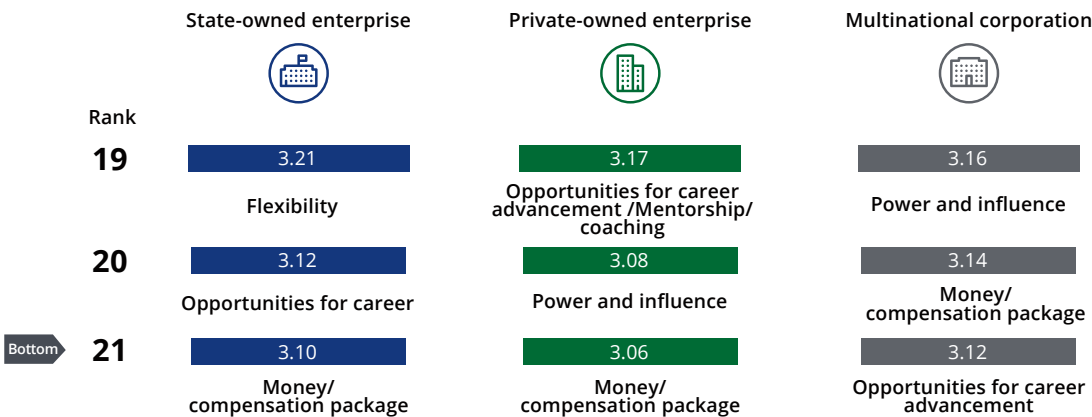 State-owned enterprise
Private-owned enterprise
Multinational corporation
Rank
19
3.21
3.17
3.16
Flexibility
Opportunities for career
advancement /Mentorship/
coaching
Power and influence
20
3.12
3.08
3.14
Opportunities for career
Power and influence
Money/
compensation package
Bottom
21
3.10
3.06
3.12
Money/
compensation package
Money/
compensation package
Opportunities for career
advancement